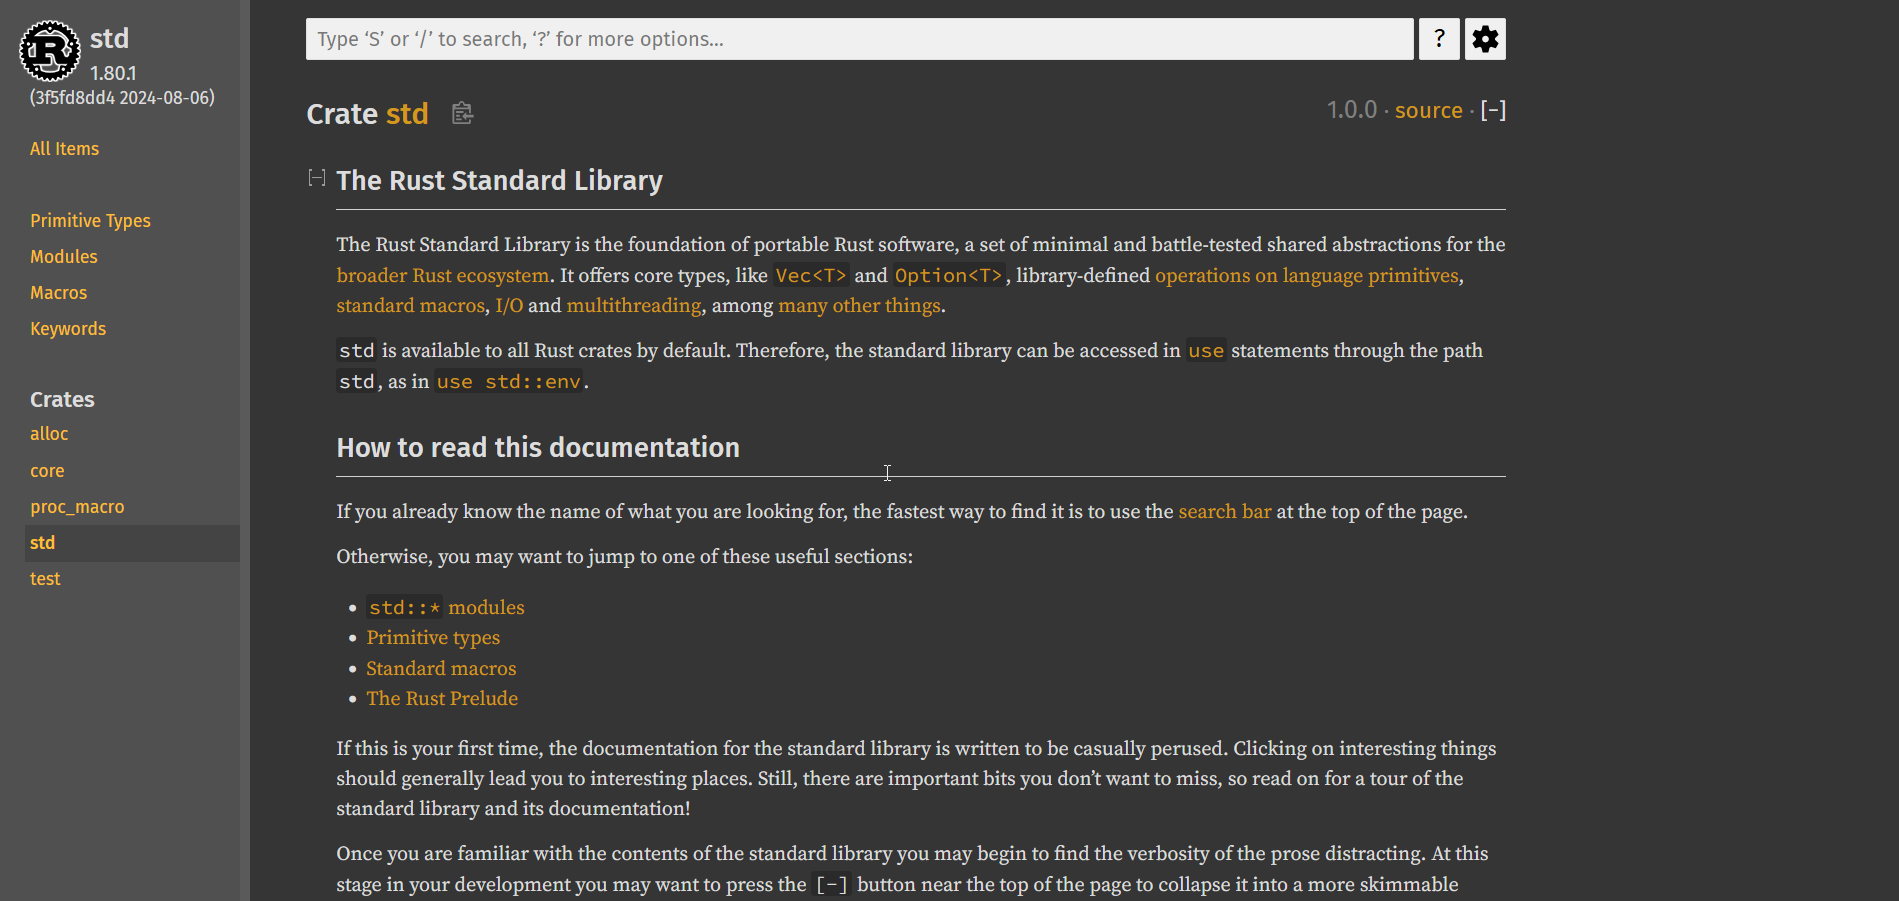 std
1.80.1
(3f5fd8dd4 2024-08-06)
All Items
Primitive Types
Modules
Macros
Keywords
Crates
alloc
core
proc_macro
std
test
Type ‘S’ or ‘/’ to search, ‘?’ for more options…
?
Crate std
1.0.0 · source · [−]
[−] The Rust Standard Library
The Rust Standard Library is the foundation of portable Rust software, a set of minimal and battle-tested shared abstractions for the
broader Rust ecosystem. It offers core types, like Vec<T> and Option<T>, library-defined operations on language primitives,
standard macros, I/O and multithreading, among many other things.
std is available to all Rust crates by default. Therefore, the standard library can be accessed in use statements through the path
std, as in use std::env.
How to read this documentation
If you already know the name of what you are looking for, the fastest way to find it is to use the search bar at the top of the page.
Otherwise, you may want to jump to one of these useful sections:
• std::* modules
• Primitive types
• Standard macros
• The Rust Prelude
If this is your first time, the documentation for the standard library is written to be casually perused. Clicking on interesting things
should generally lead you to interesting places. Still, there are important bits you don’t want to miss, so read on for a tour of the
standard library and its documentation!
Once you are familiar with the contents of the standard library you may begin to find the verbosity of the prose distracting. At this
stage in your development you may want to press the [-] button near the top of the page to collapse it into a more skimmable